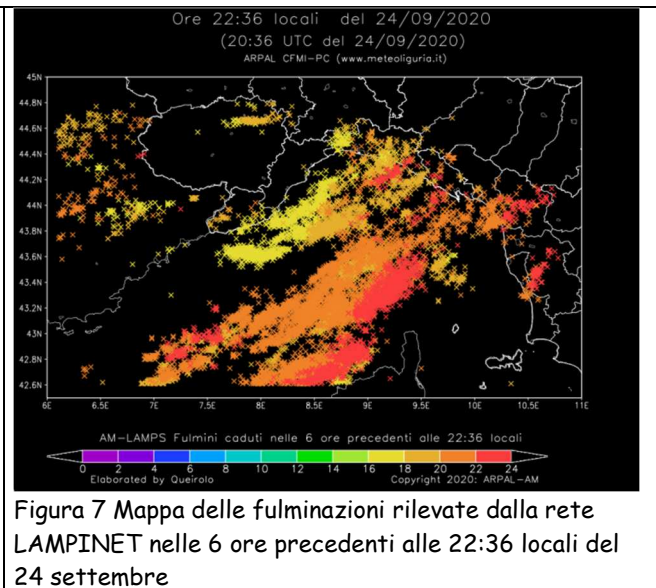 Ore 22:36 locali del 24/09/2020
(20:36 UTC del 24/09/2020)
ARPAL CFMI-PC (www.meteoliguria.it)
45N
44.8N
44.6N
44.4N
44.2N
44N
43.8N
43.6N
43.4N
43.2N
43N
42.8N
42.6N
6E 6.5E 7E 7.5E 8E 8.5E 9E 9.5E 10E 10.5E 11E
AM-LAMPS Fulmini caduti nelle 6 ore precedenti alle 22:36 locali
0 2 4 6 8 10 12 14 16 18 20 22 24
Elaborated by Queirolo Copyright 2020: ARPAL-AM
Figura 7 Mappa delle fulminazioni rilevate dalla rete
LAMPINET nelle 6 ore precedenti alle 22:36 locali del
24 settembre